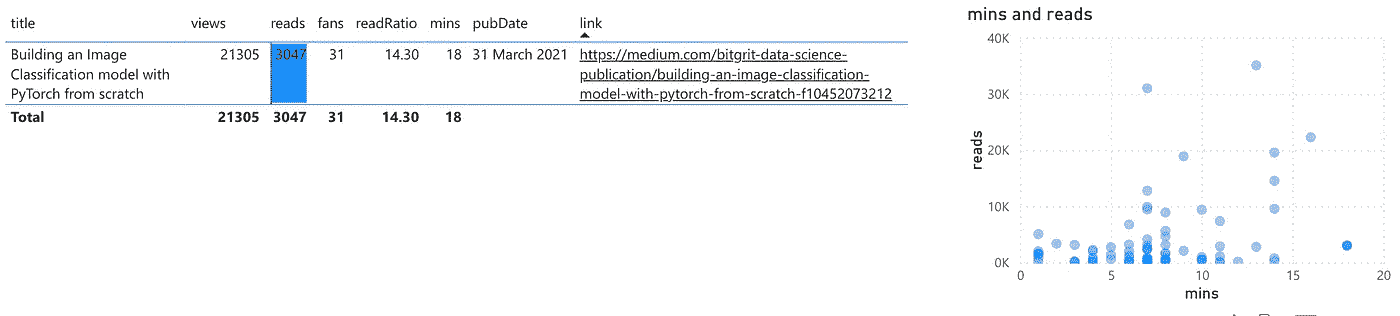 title views reads fans readRatio mins pubDate link
Building an Image 21305 3047 31 14.30 18 31 March 2021 https://medium.com/bitgrit-data-science-
Classification model with publication/building-an-image-classification-
PyTorch from scratch model-with-pytorch-from-scratch-f10452073212
Total 21305 3047 31 14.30 18
mins and reads
40K
30K
20K
10K
0K
reads
0 5 10 15 20
mins